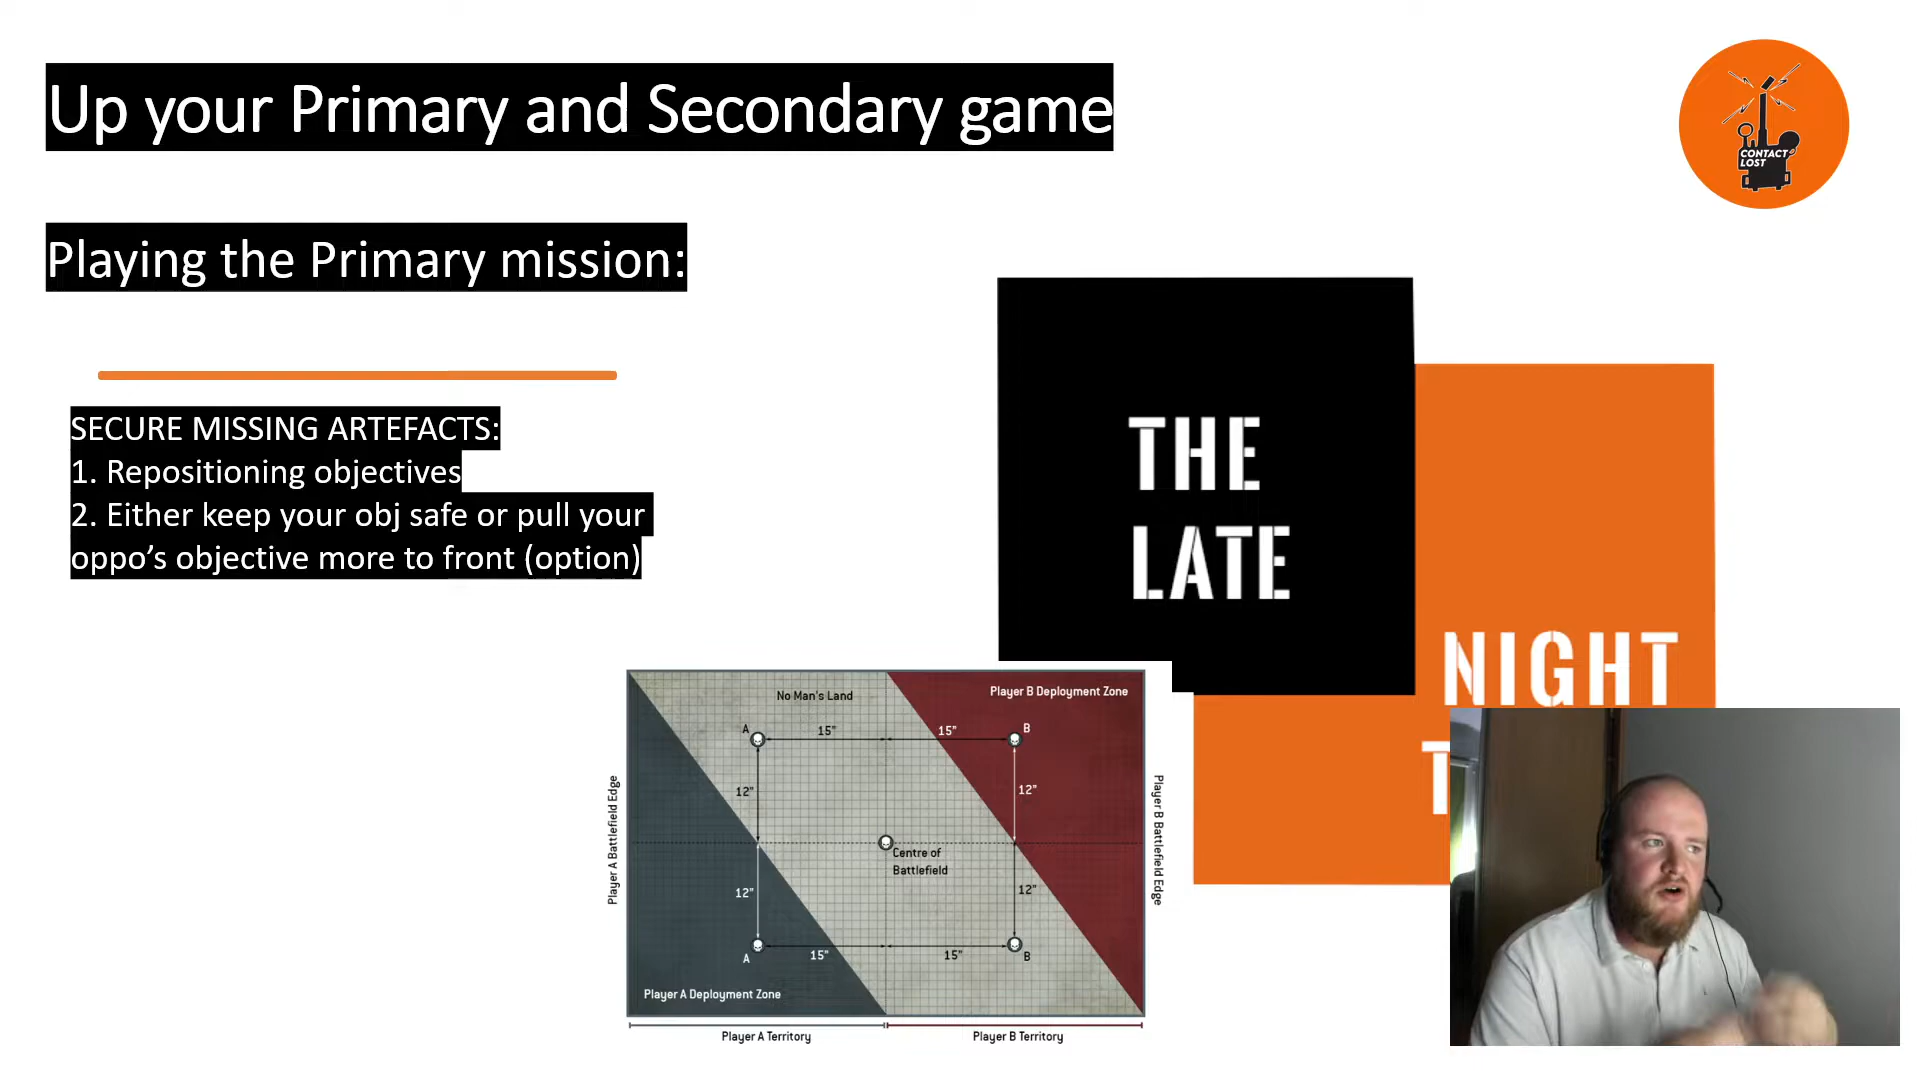 Up your Primary and Secondary game
CONTACT
LOST
Playing the Primary mission:
SECURE MISSING ARTEFACTS:
1. Repositioning objectives
2. Either keep your obj safe or pull your
oppo's objective more to front (option)
THE
LATE
NIGHT
T
No Man's Land
Player B Deployment Zone
A
15"
15"
B
12"
12"
Centre of
Battlefield
12"
12"
A
15"
15"
B
Player A Deployment Zone
Player A Battlefield Edge
Player B Battlefield Edge
Player A Territory
Player B Territory